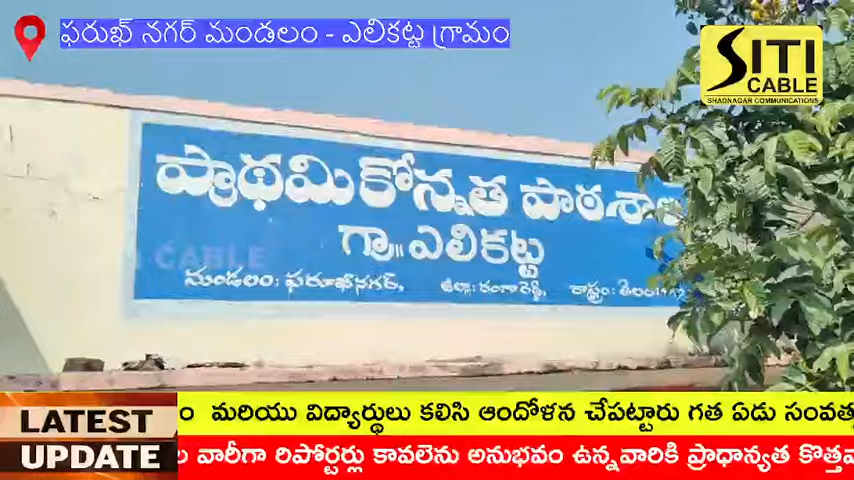 ఫరుఖ్ నగర్ మండలం - ఎలికట్ట గ్రామం
SITI
CABLE
SHADNAGAR COMMUNICATIONS
ప్రాథమికోన్నత పాఠశాల
గ్రా॥ ఎలికట్ట
CABLE
మండలం: ఫరూఖ్‌నగర్, జిల్లా: రంగారెడ్డి, రాష్ట్రం:
LATEST
UPDATE
మరియు విద్యార్థులు కలిసి ఆందోళన చేపట్టారు గత ఏడు
వారీగా రిపోర్టర్లు కావలెను అనుభవం ఉన్నవారికి ప్రాధాన్యత